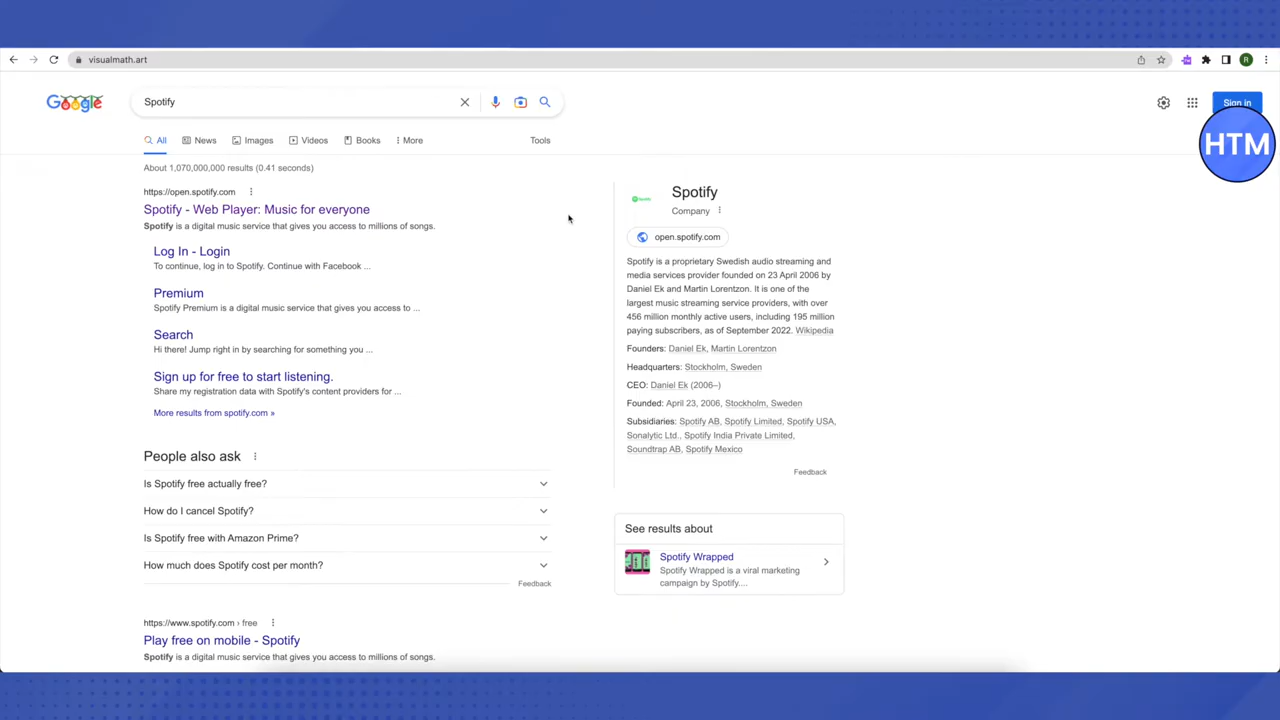 visualmath.art
R
Google
Spotify
Sign in
HTM
All
News
Images
Videos
Books
More
Tools
About 1,070,000,000 results (0.41 seconds)
https://open.spotify.com
Spotify - Web Player: Music for everyone
Spotify is a digital music service that gives you access to millions of songs.
Log In - Login
To continue, log in to Spotify. Continue with Facebook ...
Premium
Spotify Premium is a digital music service that gives you access to ...
Search
Hi there! Jump right in by searching for something you ...
Sign up for free to start listening.
Share my registration data with Spotify's content providers for ...
More results from spotify.com »
People also ask
Is Spotify free actually free?
How do I cancel Spotify?
Is Spotify free with Amazon Prime?
How much does Spotify cost per month?
Feedback
https://www.spotify.com › free
Play free on mobile - Spotify
Spotify is a digital music service that gives you access to millions of songs.
Spotify
Company
open.spotify.com
Spotify is a proprietary Swedish audio streaming and
media services provider founded on 23 April 2006 by
Daniel Ek and Martin Lorentzon. It is one of the
largest music streaming service providers, with over
456 million monthly active users, including 195 million
paying subscribers, as of September 2022. Wikipedia
Founders: Daniel Ek, Martin Lorentzon
Headquarters: Stockholm, Sweden
CEO: Daniel Ek (2006–)
Founded: April 23, 2006, Stockholm, Sweden
Subsidiaries: Spotify AB, Spotify Limited, Spotify USA,
Sonalytic Ltd., Spotify India Private Limited,
Soundtrap AB, Spotify Mexico
Feedback
See results about
Spotify Wrapped
Spotify Wrapped is a viral marketing
campaign by Spotify....